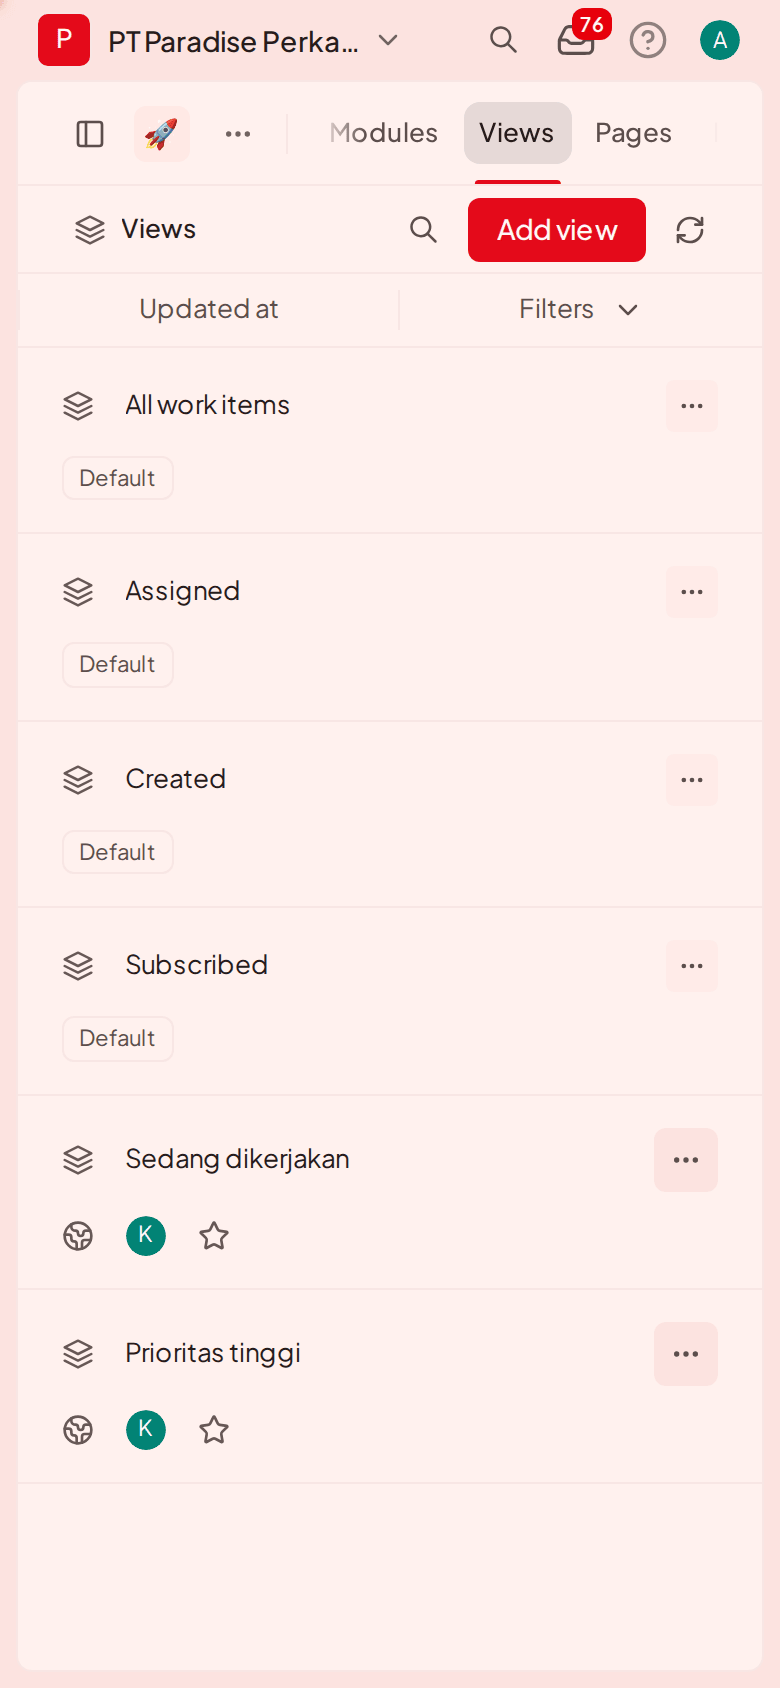 P PT Paradise Perka... 76 A
Modules Views Pages
Views Add view
Updated at Filters
All work items
Default
Assigned
Default
Created
Default
Subscribed
Default
Sedang dikerjakan
K
Prioritas tinggi
K